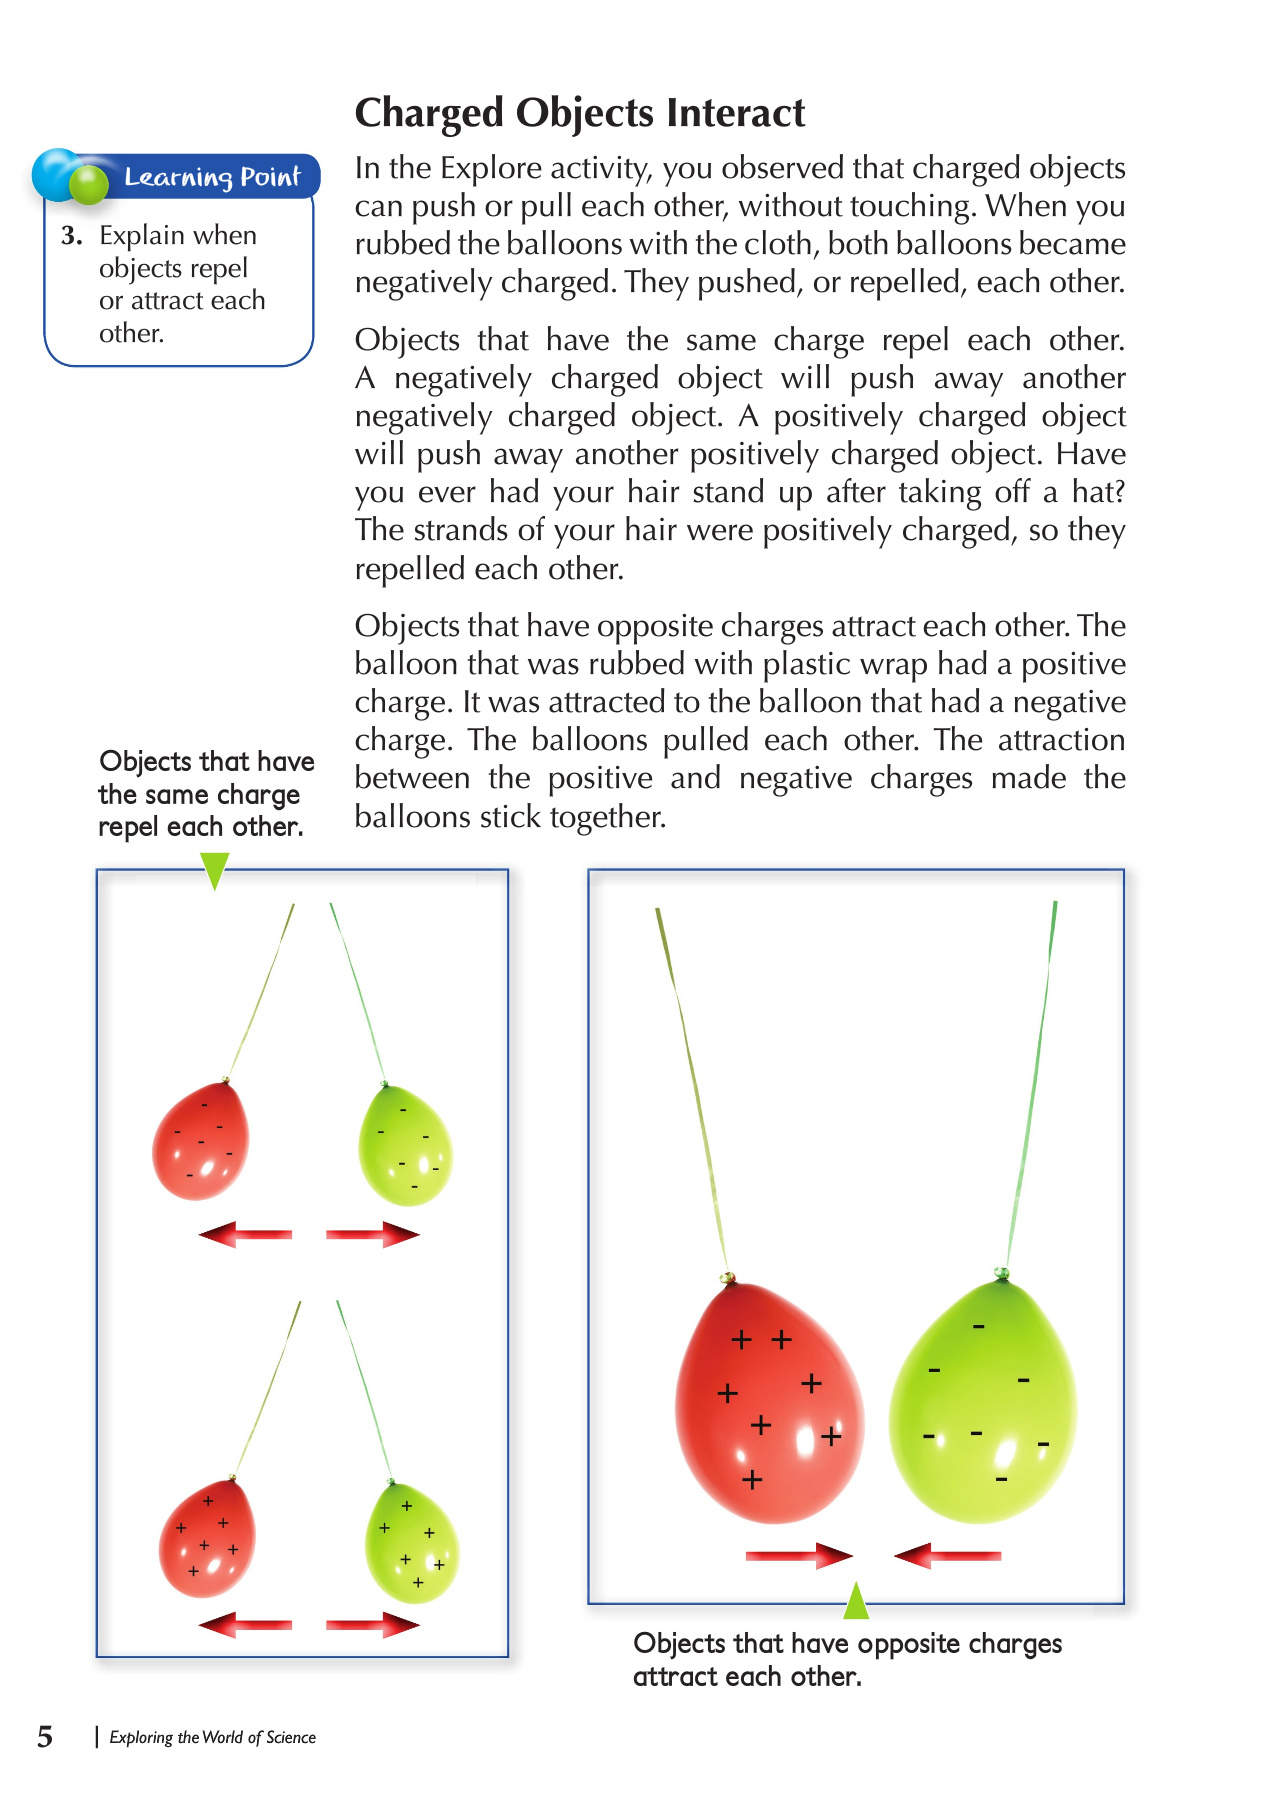 Charged Objects Interact
Learning Point
3. Explain when
objects repel
or attract each
other.
In the Explore activity, you observed that charged objects
can push or pull each other, without touching. When you
rubbed the balloons with the cloth, both balloons became
negatively charged. They pushed, or repelled, each other.
Objects that have the same charge repel each other.
A negatively charged object will push away another
negatively charged object. A positively charged object
will push away another positively charged object. Have
you ever had your hair stand up after taking off a hat?
The strands of your hair were positively charged, so they
repelled each other.
Objects that have opposite charges attract each other. The
balloon that was rubbed with plastic wrap had a positive
charge. It was attracted to the balloon that had a negative
charge. The balloons pulled each other. The attraction
between the positive and negative charges made the
balloons stick together.
Objects that have
the same charge
repel each other.
Objects that have opposite charges
attract each other.
5 | Exploring the World of Science